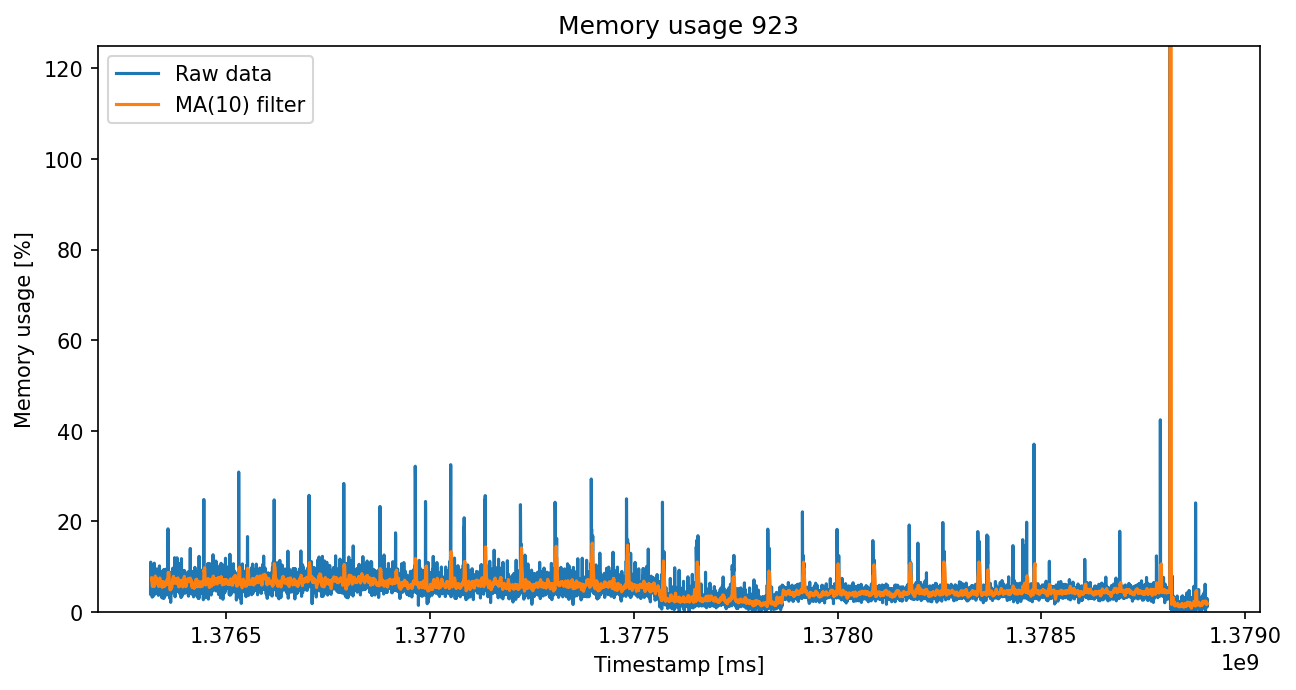 Memory usage 923
Raw data
MA(10) filter
Memory usage [%]
120
100
80
60
40
20
0
1.3765 1.3770 1.3775 1.3780 1.3785 1.3790
1e9
Timestamp [ms]